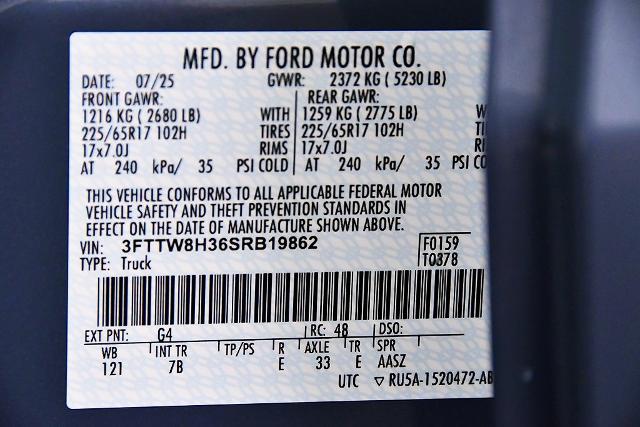 MFD. BY FORD MOTOR CO.
DATE: 07/25 GVWR: 2372 KG ( 5230 LB)
FRONT GAWR: REAR GAWR:
1216 KG ( 2680 LB) WITH 1259 KG ( 2775 LB) W
225/65R17 102H TIRES 225/65R17 102H TIRE
17x7.0J RIMS 17x7.0J RI
AT 240 kPa/ 35 PSI COLD AT 240 kPa/ 35 PSI CO
THIS VEHICLE CONFORMS TO ALL APPLICABLE FEDERAL MOTOR
VEHICLE SAFETY AND THEFT PREVENTION STANDARDS IN
EFFECT ON THE DATE OF MANUFACTURE SHOWN ABOVE.
VIN: 3FTTW8H36SRB19862 F0159
TYPE: Truck T0378
EXT PNT: G4 RC: 48 DSO:
WB INT TR TP/PS R AXLE TR SPR
121 7B E 33 E AASZ
UTC ▽ RU5A-1520472-AB